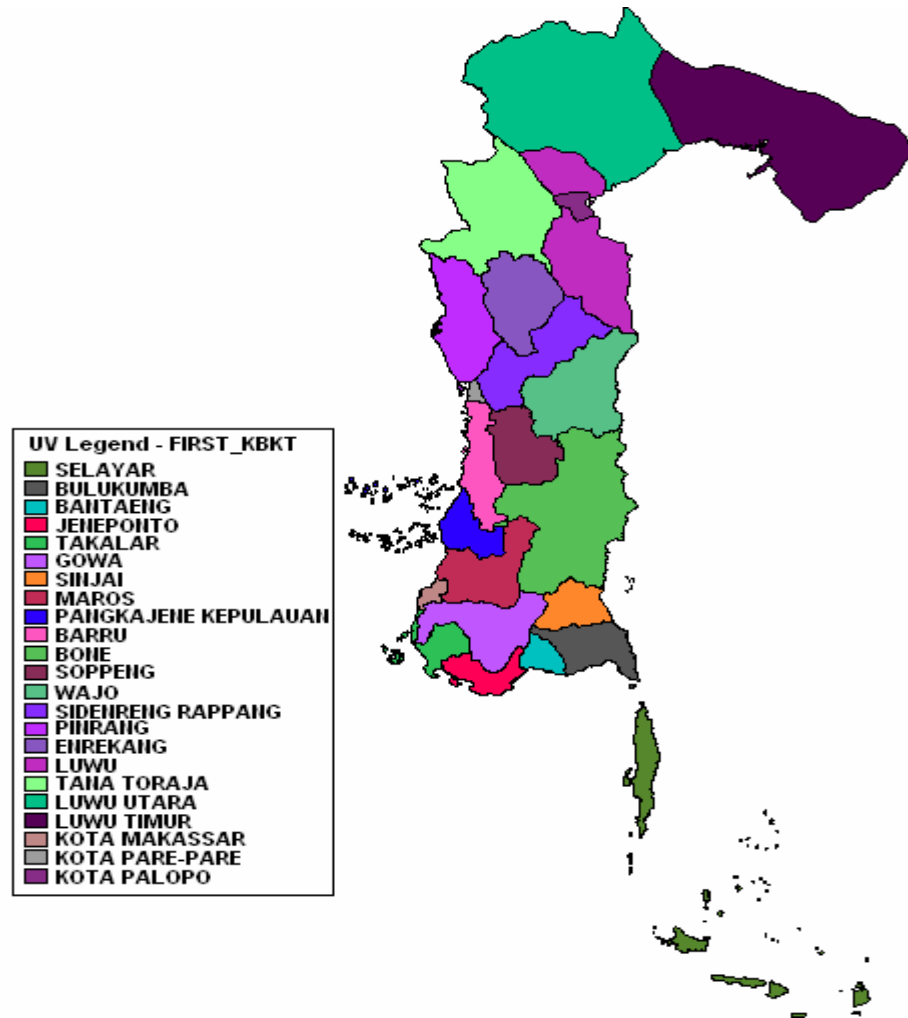 UV Legend - FIRST_KBKT
SELAYAR
BULUKUMBA
BANTAENG
JENEPONTO
TAKALAR
GOWA
SINJAI
MAROS
PANGKAJENE KEPULAUAN
BARRU
BONE
SOPPENG
WAJO
SIDENRENG RAPPANG
PINRANG
ENREKANG
LUWU
TANA TORAJA
LUWU UTARA
LUWU TIMUR
KOTA MAKASSAR
KOTA PARE-PARE
KOTA PALOPO